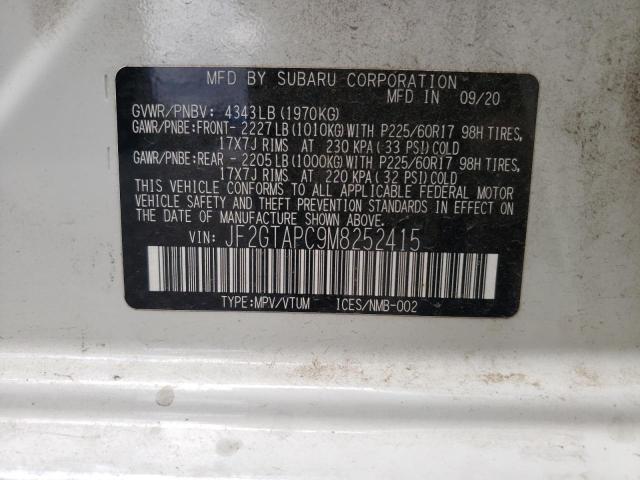 MFD BY SUBARU CORPORATION
MFD IN 09/20
GVWR/PNBV: 4343LB (1970KG)
GAWR/PNBE:FRONT- 2227LB (1010KG) WITH P225/60R17 98H TIRES,
17X7J RIMS AT 230 KPA (33 PSI) COLD
GAWR/PNBE:REAR - 2205LB (1000KG) WITH P225/60R17 98H TIRES,
17X7J RIMS AT 220 KPA (32 PSI) COLD
THIS VEHICLE CONFORMS TO ALL APPLICABLE FEDERAL MOTOR
VEHICLE SAFETY AND THEFT PREVENTION STANDARDS IN EFFECT ON
THE DATE OF MANUFACTURE SHOWN ABOVE.
VIN: JF2GTAPC9M8252415
TYPE:MPV/VTUM ICES/NMB-002